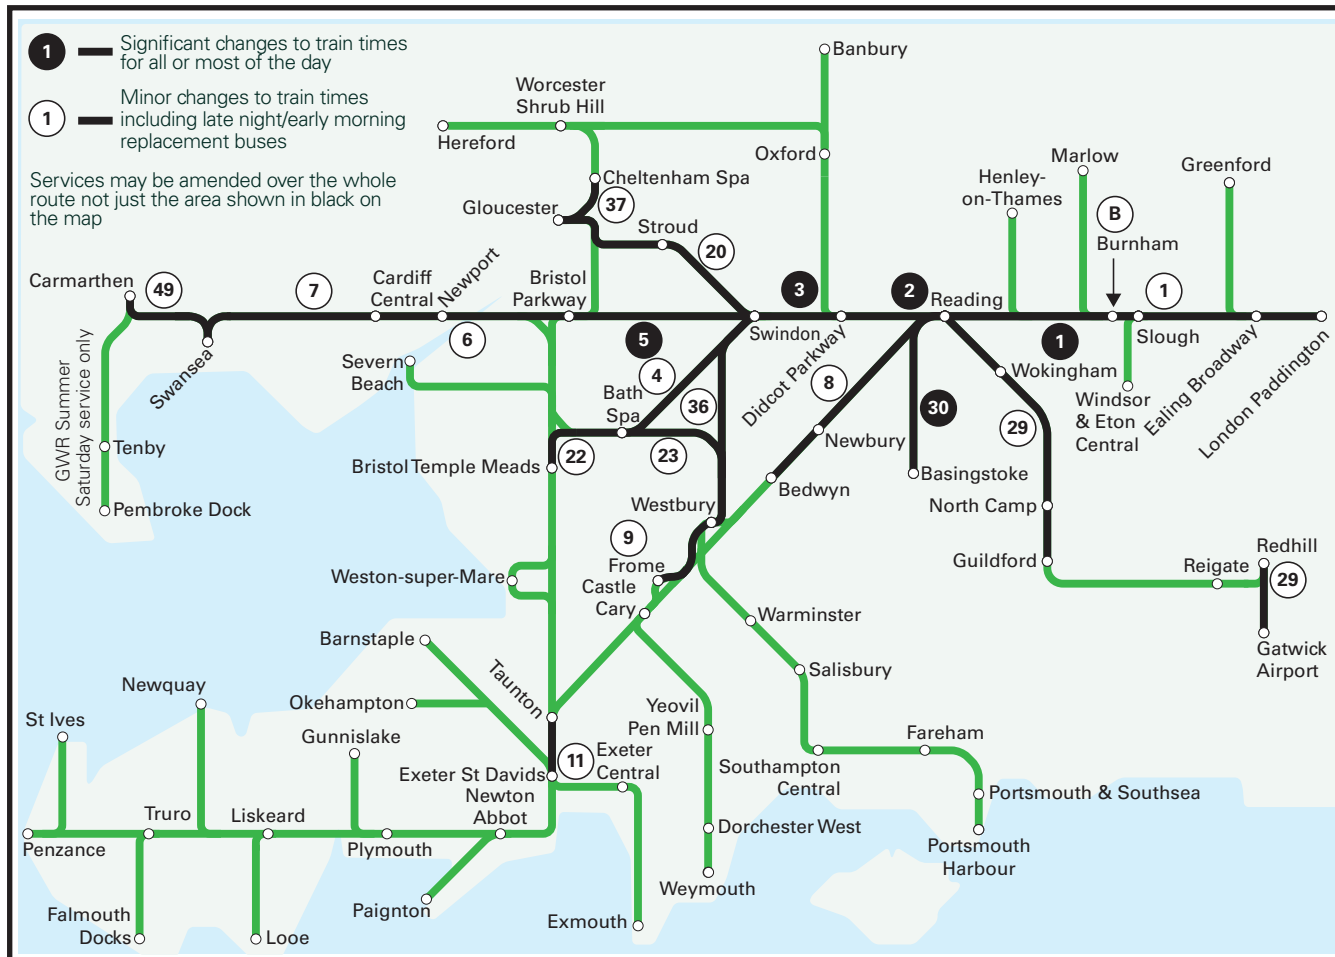 1
Significant changes to train times
for all or most of the day
1
Minor changes to train times
including late night/early morning
replacement buses
Services may be amended over the whole
route not just the area shown in black on
the map
Banbury
Worcester
Shrub Hill
Hereford
Oxford
Marlow
Greenford
Henley-
on-Thames
Cheltenham Spa
Gloucester
37
Stroud
20
B
Burnham
Carmarthen
49
7
Cardiff
Central
Newport
Bristol
Parkway
3
2
Reading
1
Swansea
6
5
Swindon
Didcot Parkway
1
Slough
Ealing Broadway
London Paddington
Severn
Beach
4
36
8
Wokingham
Windsor
& Eton
Central
GWR Summer
Saturday service only
Bath
Spa
30
29
Tenby
22
23
Newbury
Bristol Temple Meads
Basingstoke
Bedwyn
Pembroke Dock
Westbury
North Camp
9
Frome
Guildford
Reigate
Redhill
29
Weston-super-Mare
Castle
Cary
Warminster
Barnstaple
Gatwick
Airport
Salisbury
Newquay
Taunton
Okehampton
Yeovil
Pen Mill
St Ives
Gunnislake
Fareham
11
Exeter
Central
Exeter St Davids
Southampton
Central
Newton
Abbot
Portsmouth & Southsea
Truro
Liskeard
Dorchester West
Penzance
Plymouth
Portsmouth
Harbour
Weymouth
Paignton
Falmouth
Docks
Looe
Exmouth